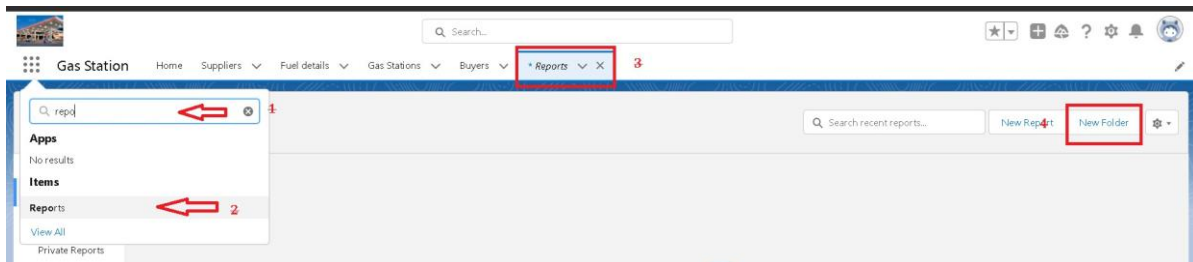 Search...
Gas Station Home Suppliers Fuel details Gas Stations Buyers * Reports 3
repo 1
Search recent reports... New Report 4 New Folder
Apps
No results
Items
Reports 2
View All
Private Reports